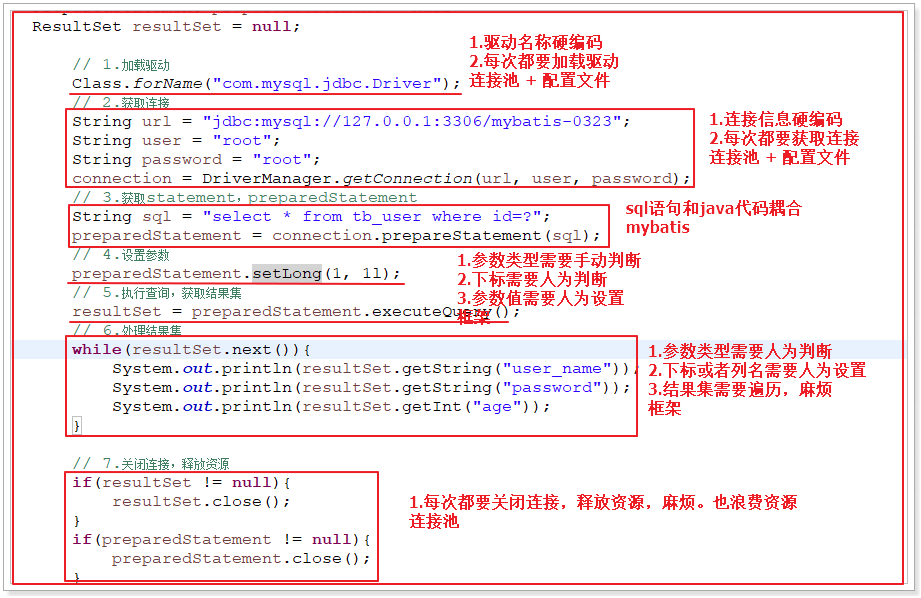 ResultSet resultSet = null;
// 1.加载驱动
Class.forName("com.mysql.jdbc.Driver");
1.驱动名称硬编码
2.每次都要加载驱动
连接池 + 配置文件
// 2.获取连接
String url = "jdbc:mysql://127.0.0.1:3306/mybatis-0323";
String user = "root";
String password = "root";
connection = DriverManager.getConnection(url, user, password);
1.连接信息硬编码
2.每次都要获取连接
连接池 + 配置文件
// 3.获取statement，preparedStatement
String sql = "select * from tb_user where id=?";
preparedStatement = connection.prepareStatement(sql);
sql语句和java代码耦合
mybatis
// 4.设置参数
preparedStatement.setLong(1, 1l);
1.参数类型需要手动判断
2.下标需要人为判断
3.参数值需要人为设置
框架
// 5.执行查询，获取结果集
resultSet = preparedStatement.executeQuery();
// 6.处理结果集
while(resultSet.next()){
System.out.println(resultSet.getString("user_name"));
System.out.println(resultSet.getString("password"));
System.out.println(resultSet.getInt("age"));
}
1.参数类型需要人为判断
2.下标或者列名需要人为设置
3.结果集需要遍历，麻烦
框架
// 7.关闭连接，释放资源
if(resultSet != null){
resultSet.close();
}
if(preparedStatement != null){
preparedStatement.close();
}
1.每次都要关闭连接，释放资源，麻烦。也浪费资源
连接池